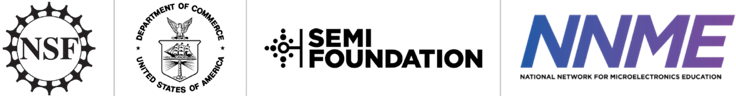 NSF
DEPARTMENT OF COMMERCE
UNITED STATES OF AMERICA
SEMI
FOUNDATION
NNME
NATIONAL NETWORK FOR MICROELECTRONICS EDUCATION